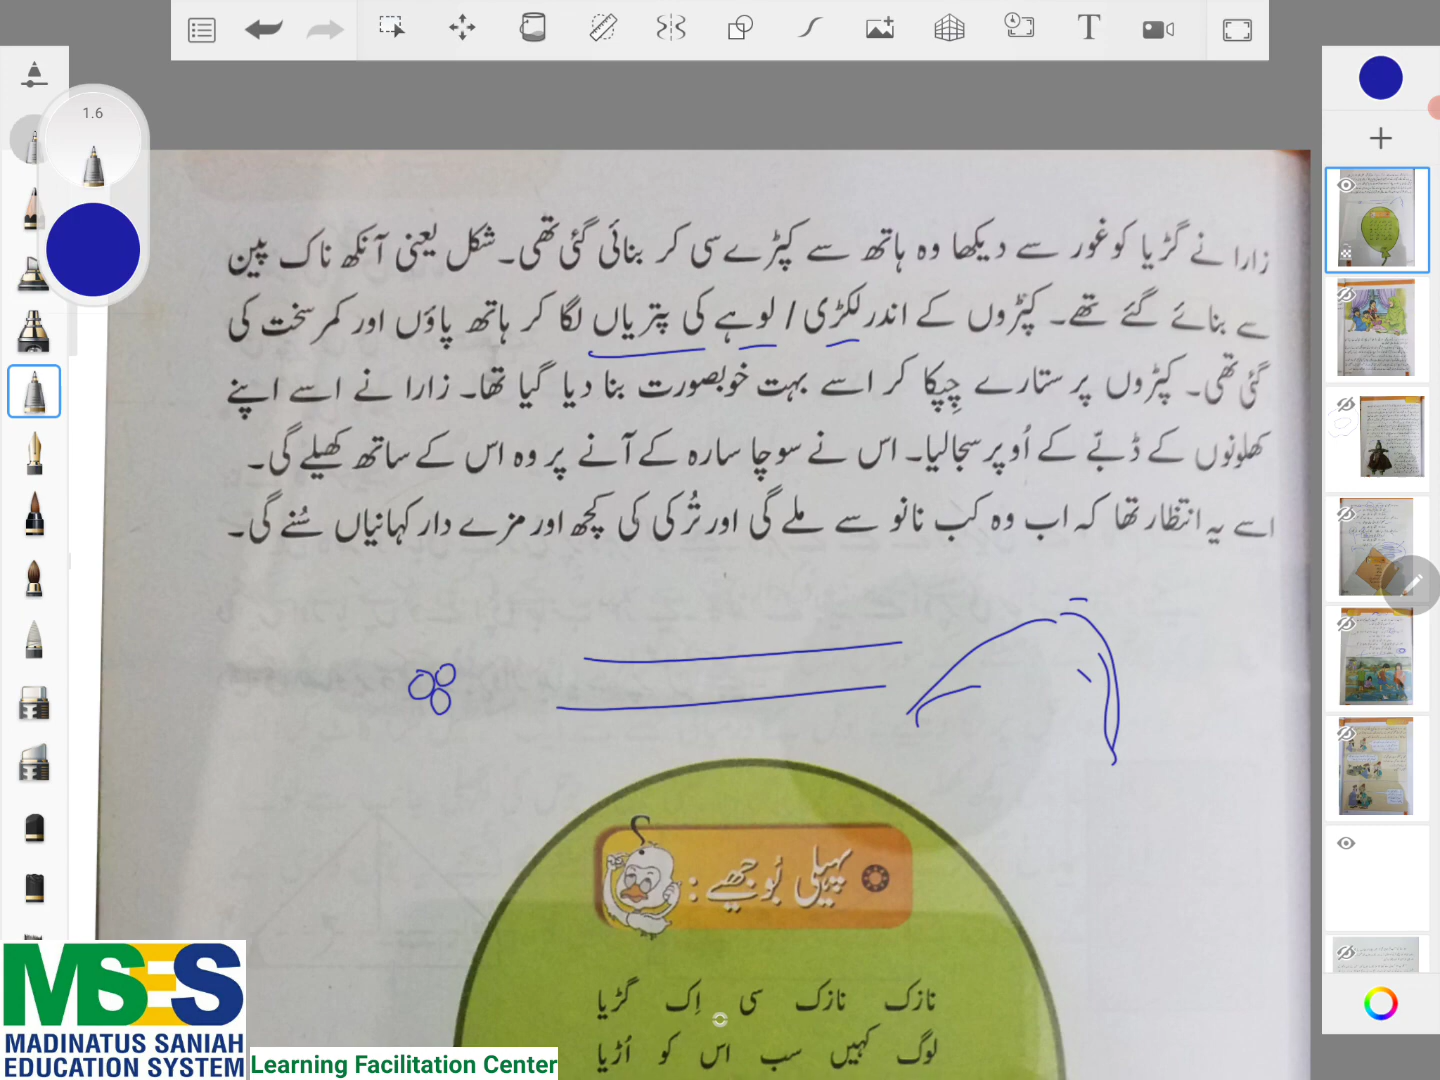 1.6
T
زارا نے گڑیا کو غور سے دیکھا وہ ہاتھ سے کپڑے سی کر بنائی گئی تھی۔ شکل یعنی آنکھ ناک پین
سے بنائے گئے تھے۔ کپڑوں کے اندر لکڑی / لوہے کی پتریاں لگا کر ہاتھ پاؤں اور کمر سخت کی
گئی تھی۔ کپڑوں پر ستارے چِپکا کر اسے بہت خوبصورت بنا دیا گیا تھا۔ زارا نے اسے اپنے
کھلونوں کے ڈبّے کے اُوپر سجالیا۔ اس نے سوچا سارہ کے آنے پر وہ اس کے ساتھ کھیلے گی۔
اسے یہ انتظار تھا کہ اب وہ کب نانو سے ملے گی اور تُرکی کی کچھ اور مزے دار کہانیاں سُنے گی۔
پہیلی بُوجھیے :
نازک نازک سی اِک گڑیا
لوگ کہیں سب اس کو اُڑیا
MSES
MADINATUS SANIAH
EDUCATION SYSTEM
Learning Facilitation Center